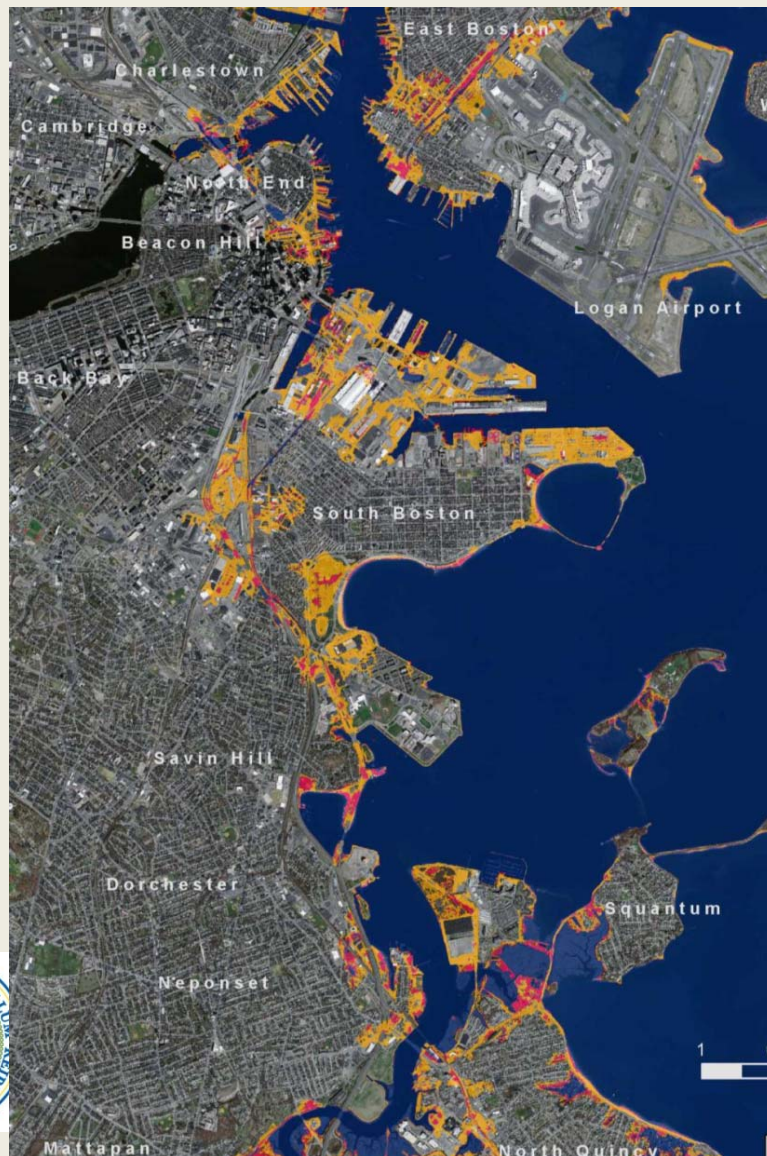 East Boston
Charlestown
Cambridge
North End
Beacon Hill
Logan Airport
Back Bay
South Boston
Savin Hill
Dorchester
Squantum
Neponset
1
Mattapan
North Quincy